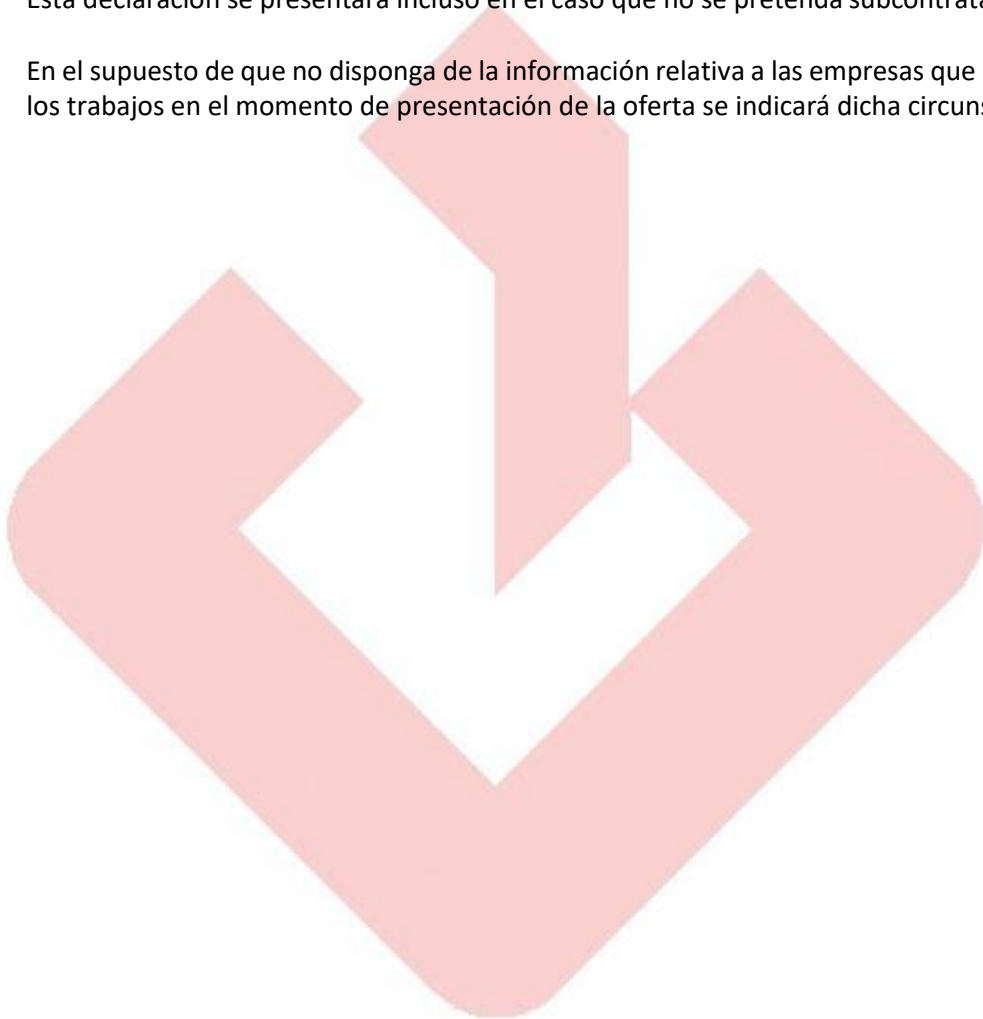 Esta declaración se presentará incluso en el caso que no se pretenda subcontrata
En el supuesto de que no disponga de la información relativa a las empresas que
los trabajos en el momento de presentación de la oferta se indicará dicha circuns